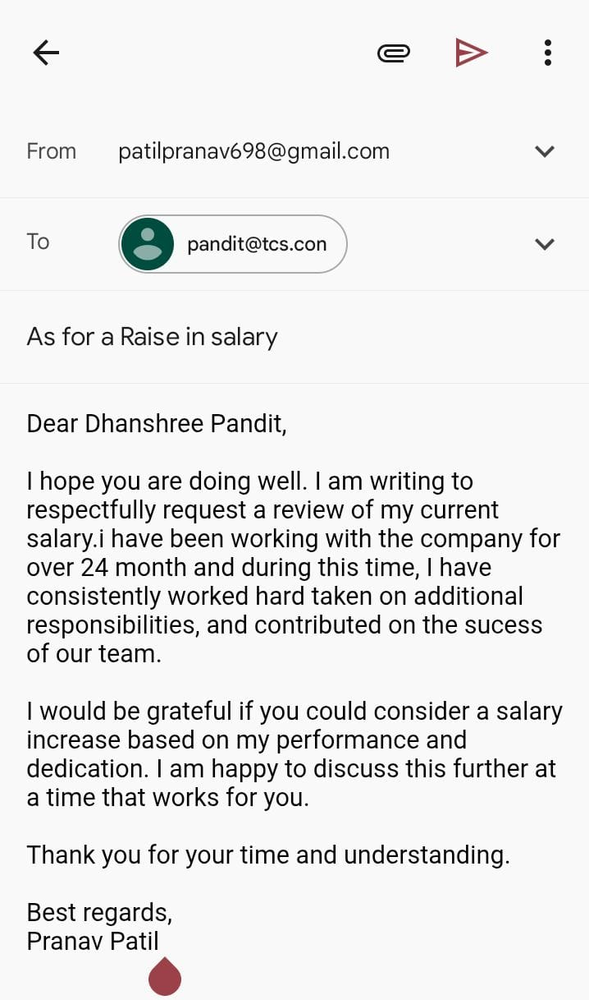 From patilpranav698@gmail.com
To pandit@tcs.con
As for a Raise in salary
Dear Dhanshree Pandit,
I hope you are doing well. I am writing to
respectfully request a review of my current
salary.i have been working with the company for
over 24 month and during this time, I have
consistently worked hard taken on additional
responsibilities, and contributed on the sucess
of our team.
I would be grateful if you could consider a salary
increase based on my performance and
dedication. I am happy to discuss this further at
a time that works for you.
Thank you for your time and understanding.
Best regards,
Pranav Patil